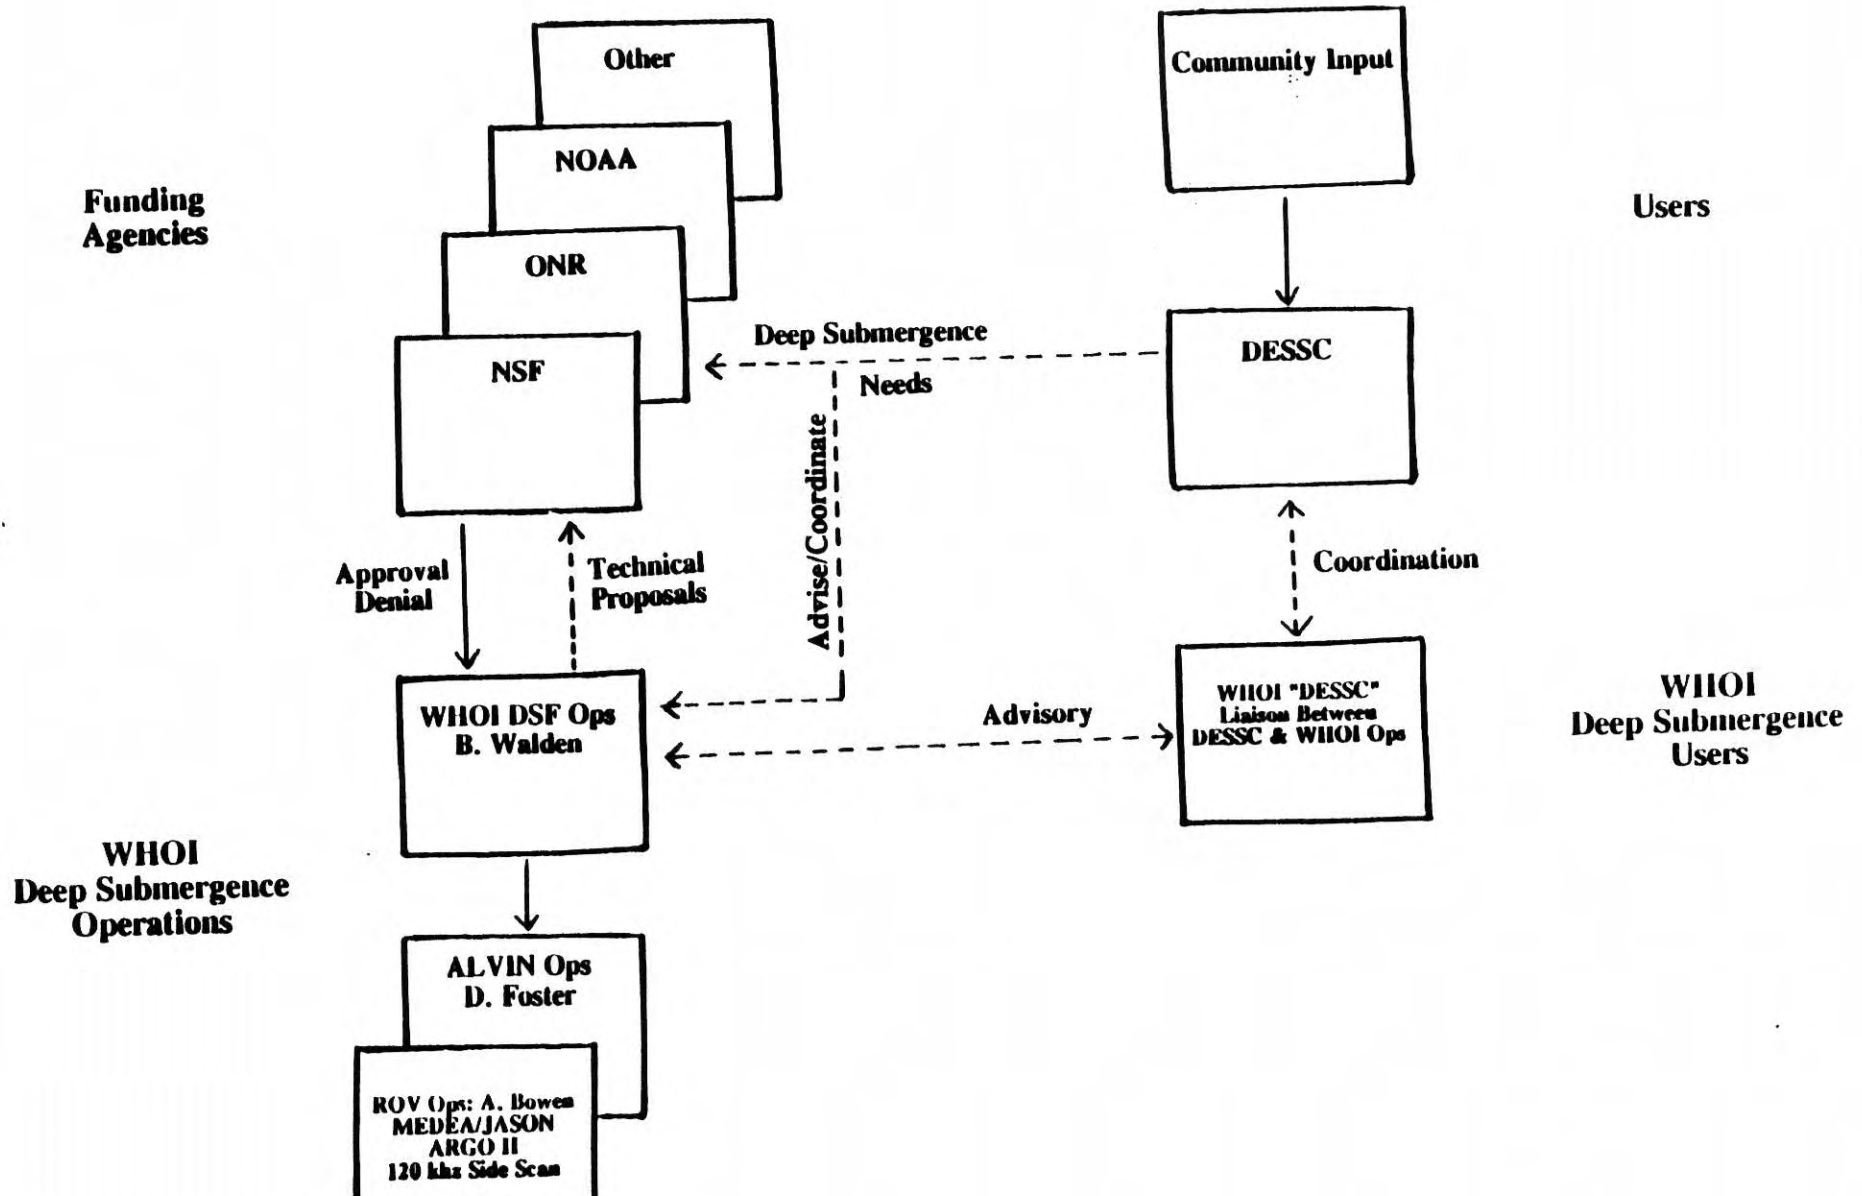 Other
Community Input
NOAA
Funding
Agencies
Users
ONR
Deep Submergence
Needs
DESSC
NSF
Advise/Coordinate
Approval
Denial
Technical
Proposals
Coordination
WHOI DSF Ops
B. Walden
Advisory
WHOI "DESSC"
Liaison Between
DESSC & WHOI Ops
WHOI
Deep Submergence
Users
WHOI
Deep Submergence
Operations
ALVIN Ops
D. Foster
ROV Ops: A. Bowen
MEDEA/JASON
ARGO II
120 khz Side Scan